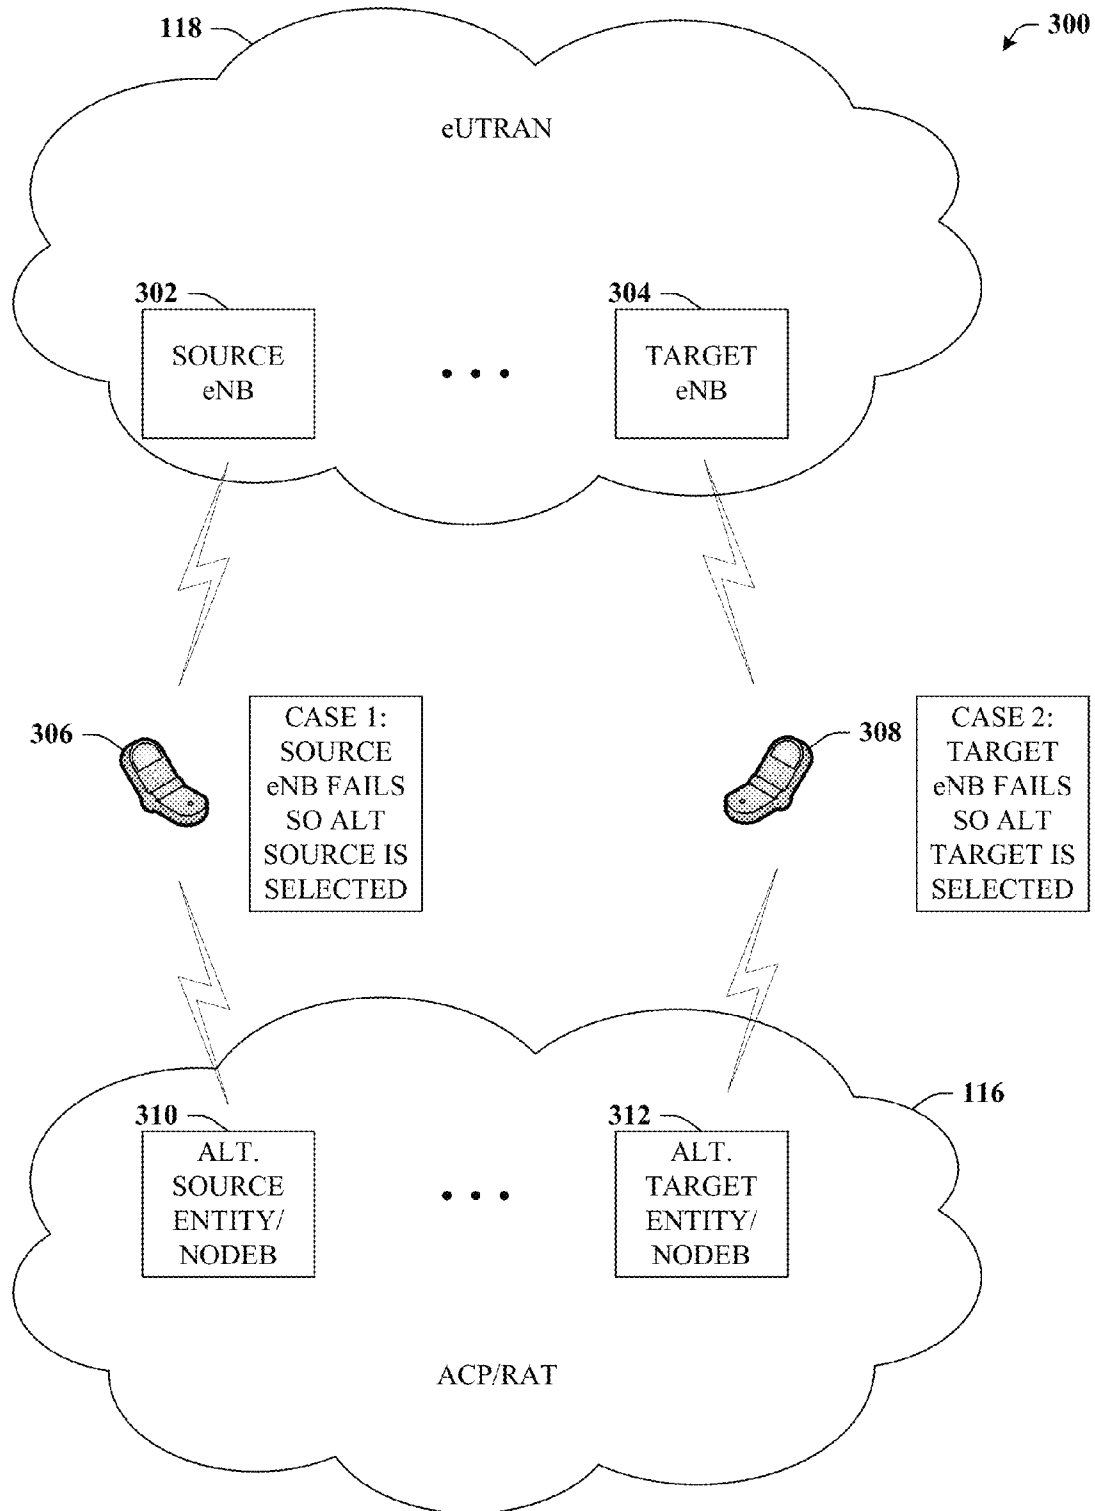 118
300
eUTRAN
302
304
SOURCE
eNB
• • •
TARGET
eNB
306
CASE 1:
SOURCE
eNB FAILS
SO ALT
SOURCE IS
SELECTED
308
CASE 2:
TARGET
eNB FAILS
SO ALT
TARGET IS
SELECTED
116
310
312
ALT.
SOURCE
ENTITY/
NODEB
• • •
ALT.
TARGET
ENTITY/
NODEB
ACP/RAT